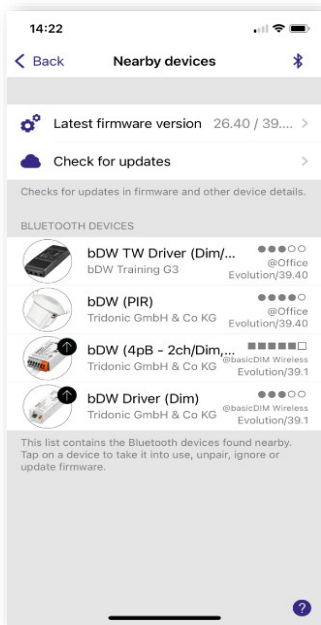 14:22
Back
Nearby devices
Latest firmware version 26.40 / 39....
Check for updates
Checks for updates in firmware and other device details.
BLUETOOTH DEVICES
bDW TW Driver (Dim/...
bDW Training G3
@Office
Evolution/39.40
bDW (PIR)
Tridonic GmbH & Co KG
@Office
Evolution/39.40
bDW (4pB - 2ch/Dim,...
Tridonic GmbH & Co KG
@basicDIM Wireless
Evolution/39.1
bDW Driver (Dim)
Tridonic GmbH & Co KG
@basicDIM Wireless
Evolution/39.1
This list contains the Bluetooth devices found nearby.
Tap on a device to take it into use, unpair, ignore or
update firmware.
?